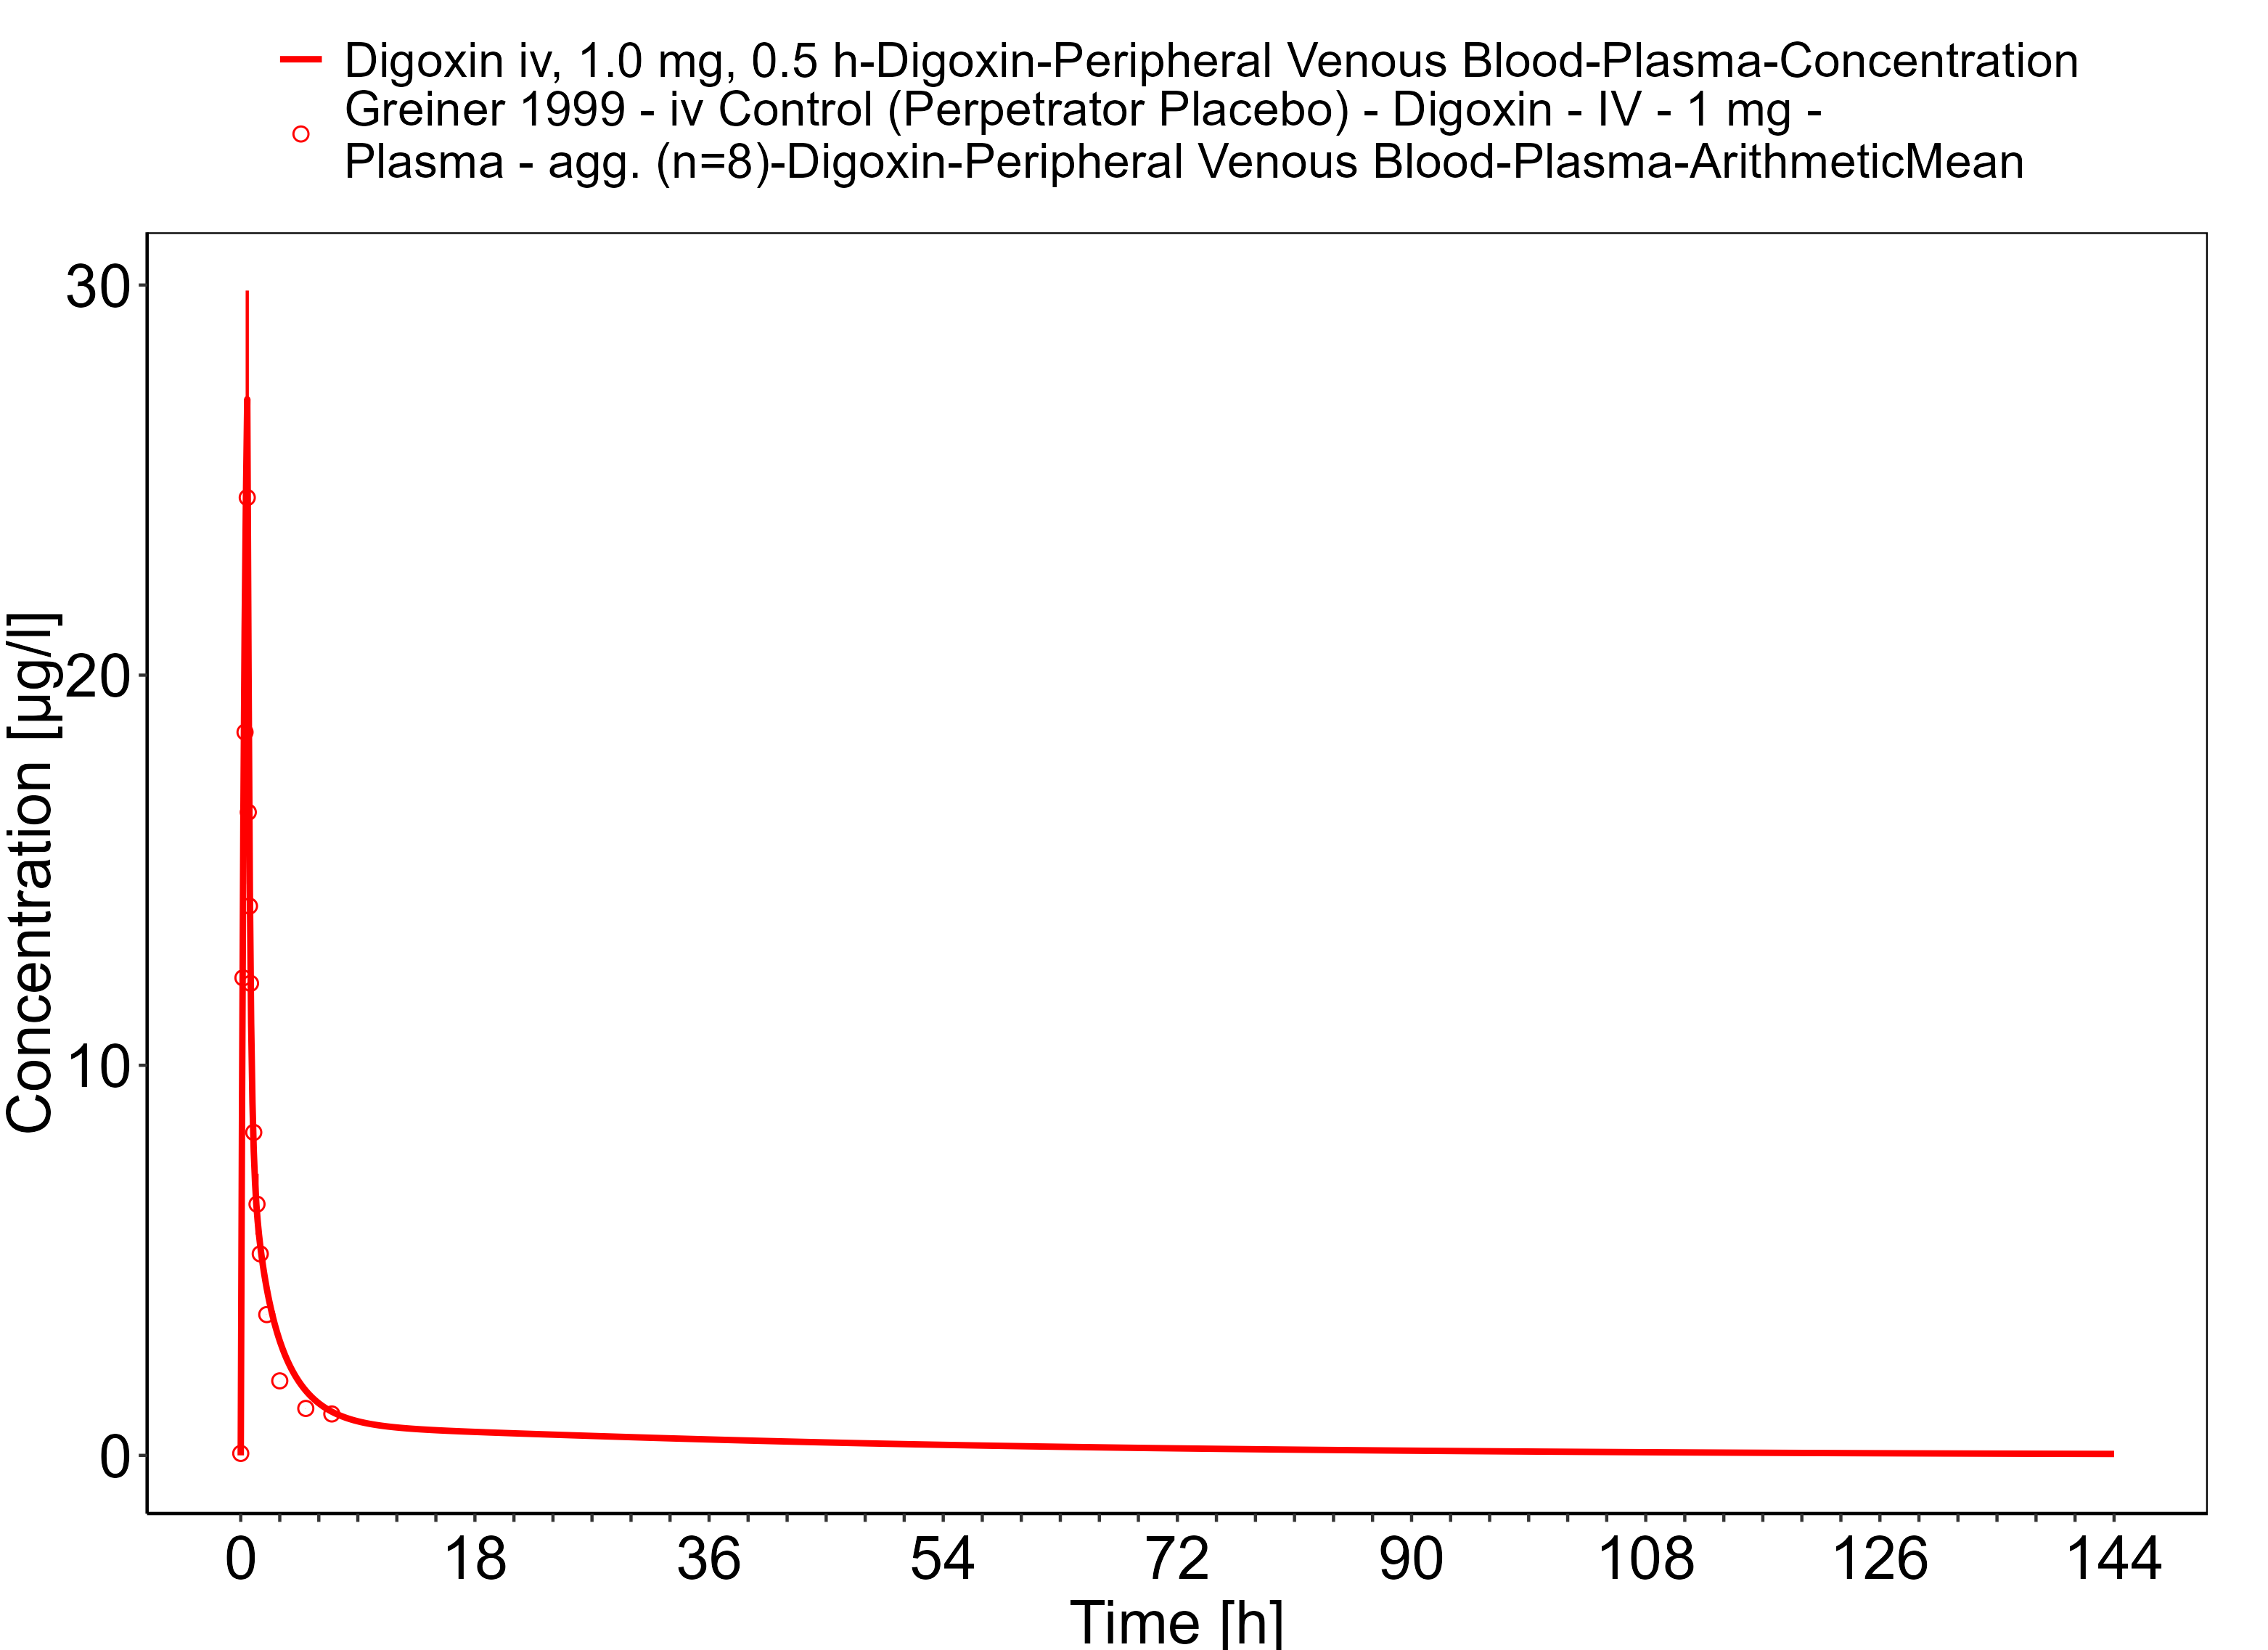 Digoxin iv, 1.0 mg, 0.5 h-Digoxin-Peripheral Venous Blood-Plasma-Concentration
Greiner 1999 - iv Control (Perpetrator Placebo) - Digoxin - IV - 1 mg -
Plasma - agg. (n=8)-Digoxin-Peripheral Venous Blood-Plasma-ArithmeticMean
Concentration [µg/l]
30
20
10
0
0 18 36 54 72 90 108 126 144
Time [h]